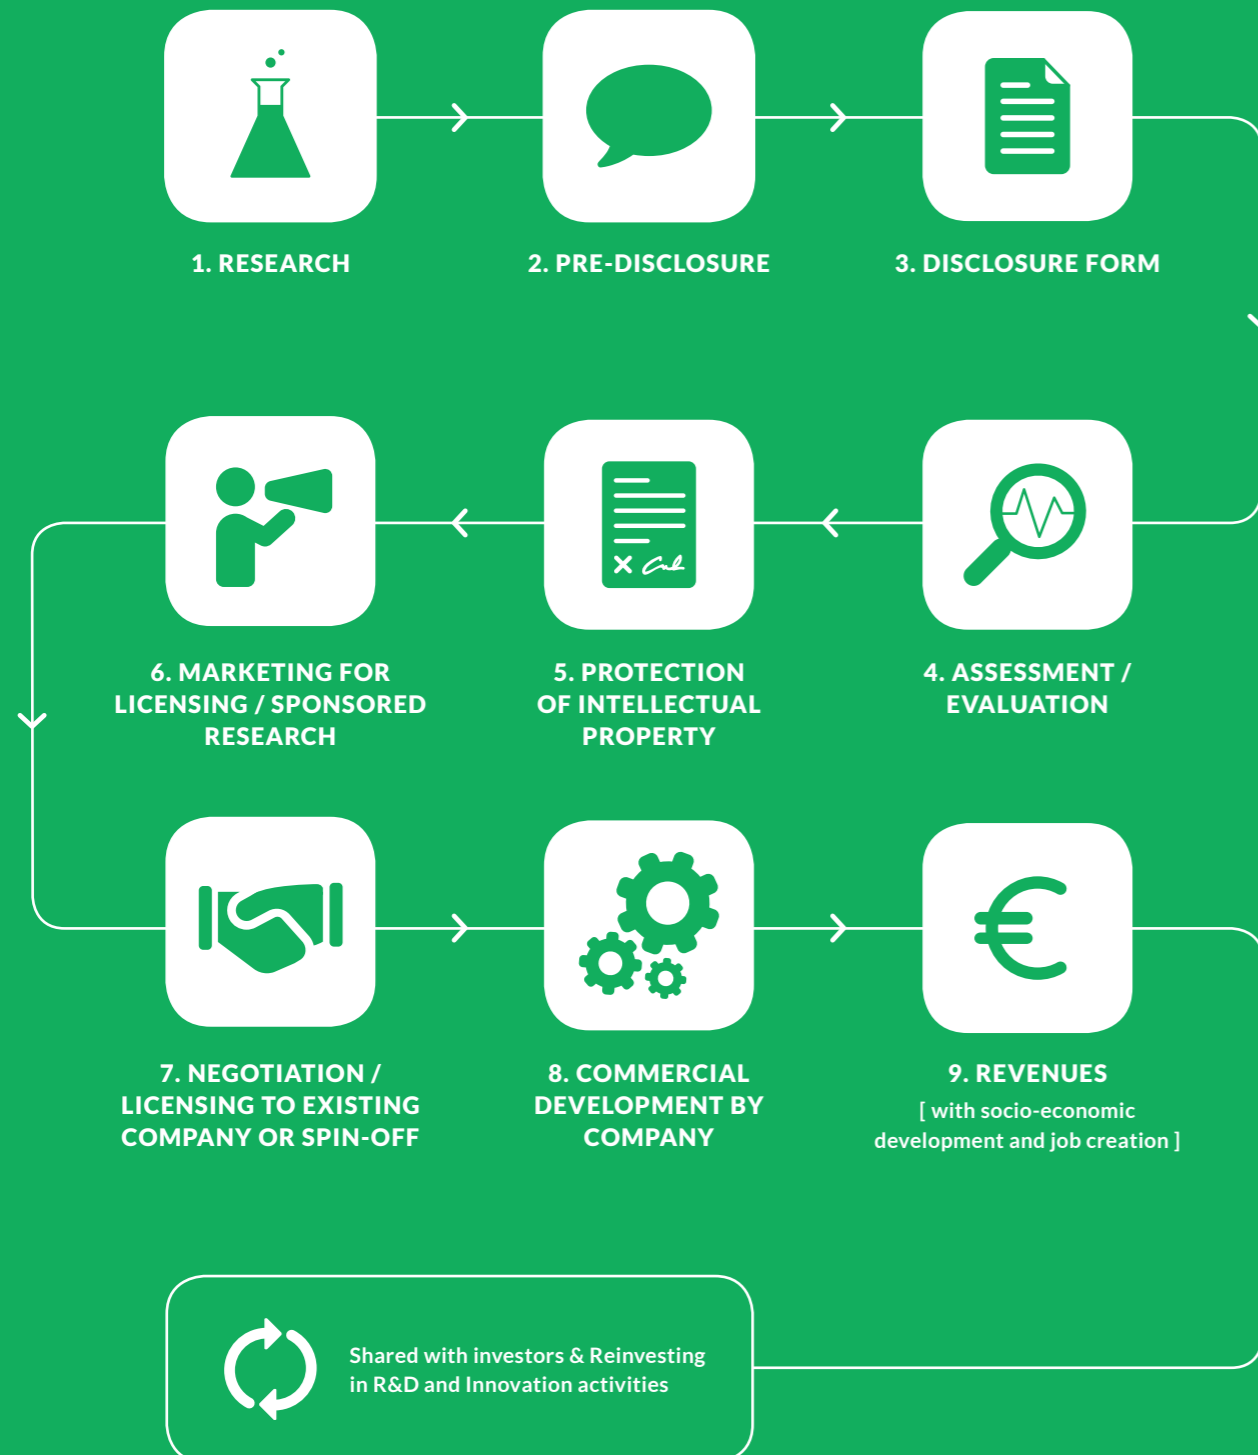 1. RESEARCH
2. PRE-DISCLOSURE
3. DISCLOSURE FORM
4. ASSESSMENT /
EVALUATION
5. PROTECTION
OF INTELLECTUAL
PROPERTY
6. MARKETING FOR
LICENSING / SPONSORED
RESEARCH
7. NEGOTIATION /
LICENSING TO EXISTING
COMPANY OR SPIN-OFF
8. COMMERCIAL
DEVELOPMENT BY
COMPANY
9. REVENUES
[ with socio-economic
development and job creation ]
Shared with investors & Reinvesting
in R&D and Innovation activities